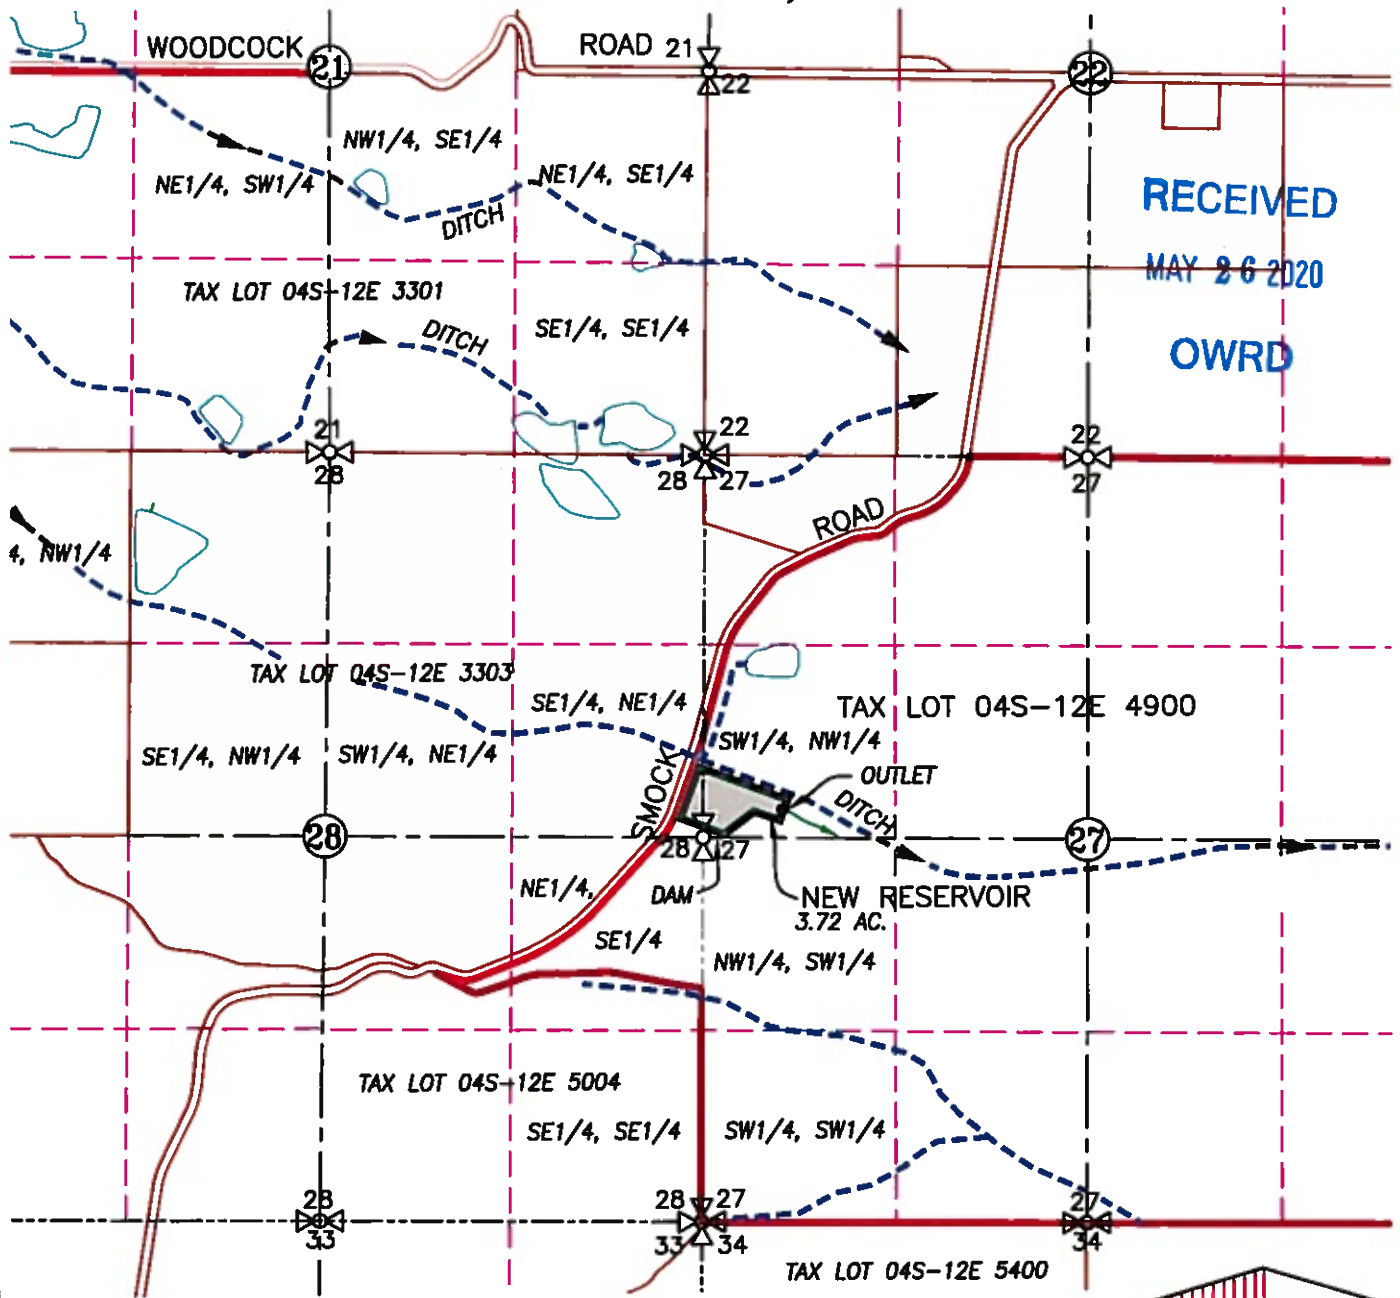 WOODCOCK
21
ROAD
21
22
22
NW1/4, SE1/4
NE1/4, SW1/4
NE1/4, SE1/4
DITCH
RECEIVED
MAY 26 2020
OWRD
TAX LOT 04S-12E 3301
DITCH
SE1/4, SE1/4
21
28
22
28
27
22
27
ROAD
4, NW1/4
TAX LOT 04S-12E 3303
SE1/4, NE1/4
TAX LOT 04S-12E 4900
SE1/4, NW1/4
SW1/4, NE1/4
SW1/4, NW1/4
SMOCK
OUTLET
DITCH
28
28
27
27
NE1/4,
SE1/4
DAM
NEW RESERVOIR
3.72 AC.
NW1/4, SW1/4
TAX LOT 04S-12E 5004
SE1/4, SE1/4
SW1/4, SW1/4
28
33
28
27
33
34
27
34
TAX LOT 04S-12E 5400